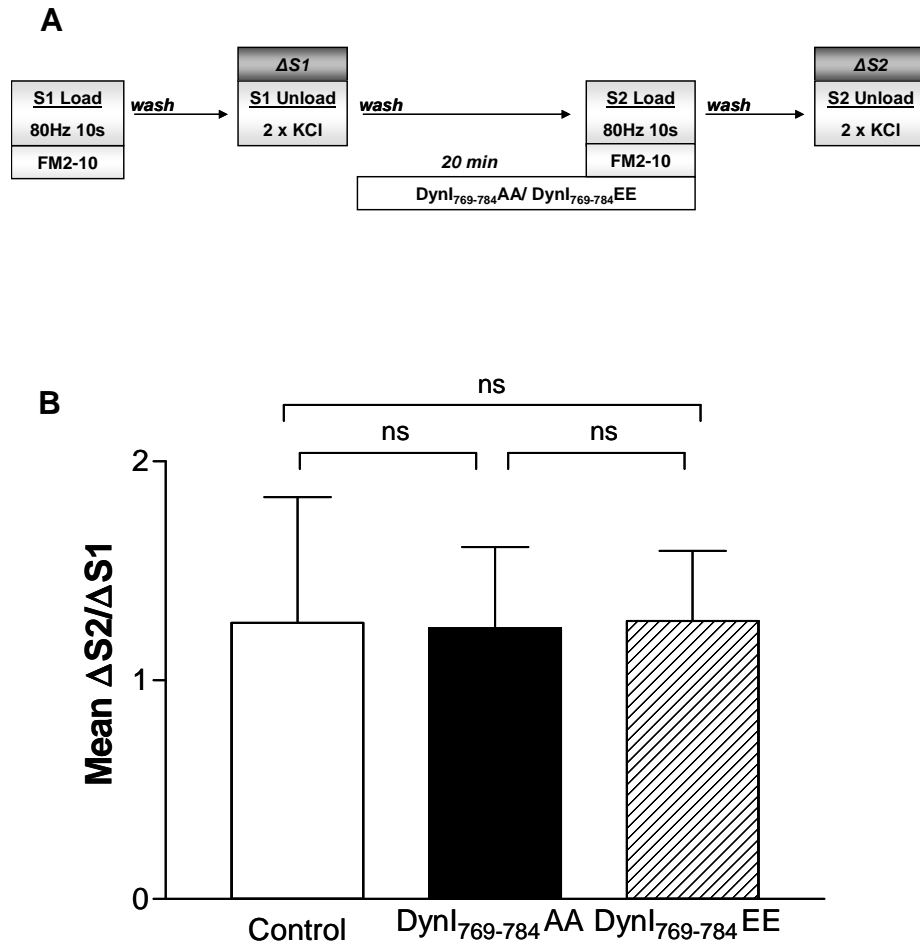 A
ΔS1
ΔS2
S1 Load
wash
S1 Unload
wash
S2 Load
wash
S2 Unload
80Hz 10s
2 x KCl
80Hz 10s
2 x KCl
FM2-10
20 min
FM2-10
DynI769-784AA/ DynI769-784EE
B
ns
ns
ns
2
1
0
Mean ΔS2/ΔS1
Control
DynI769-784AA
DynI769-784EE